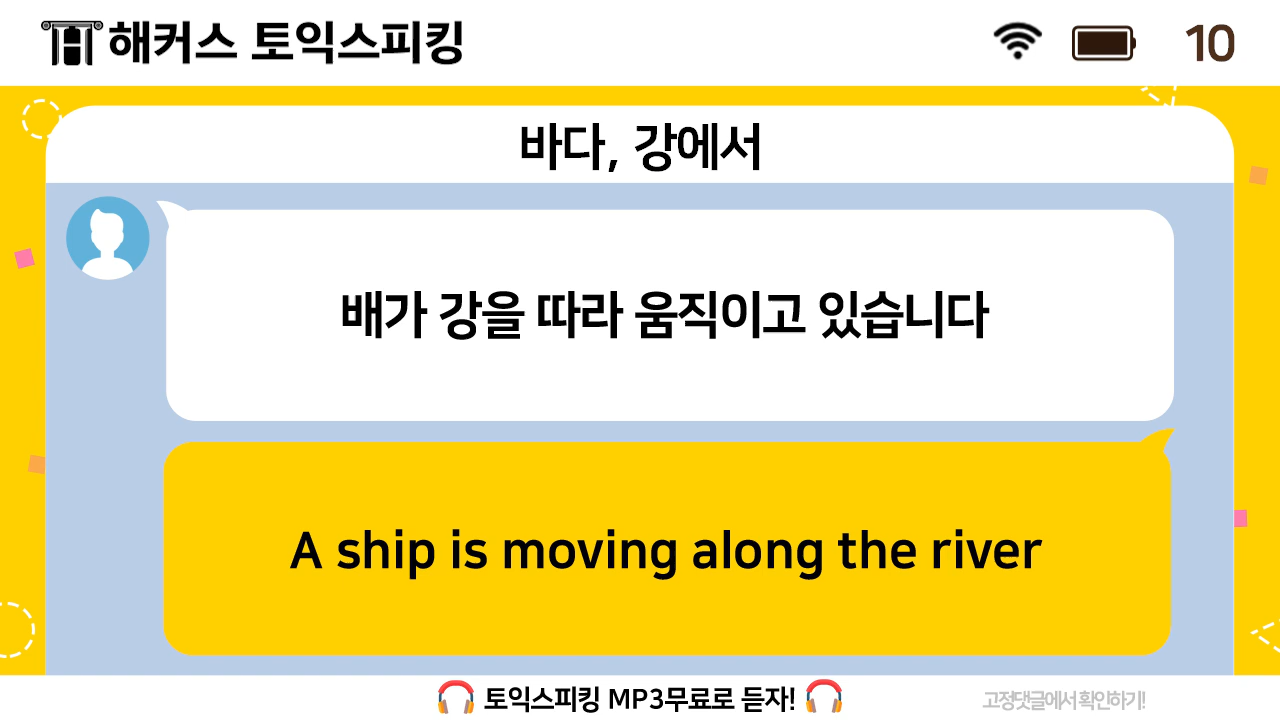 해커스 토익스피킹
10
바다, 강에서
배가 강을 따라 움직이고 있습니다
A ship is moving along the river
토익스피킹 MP3무료로 듣자!
고정댓글에서 확인하기!